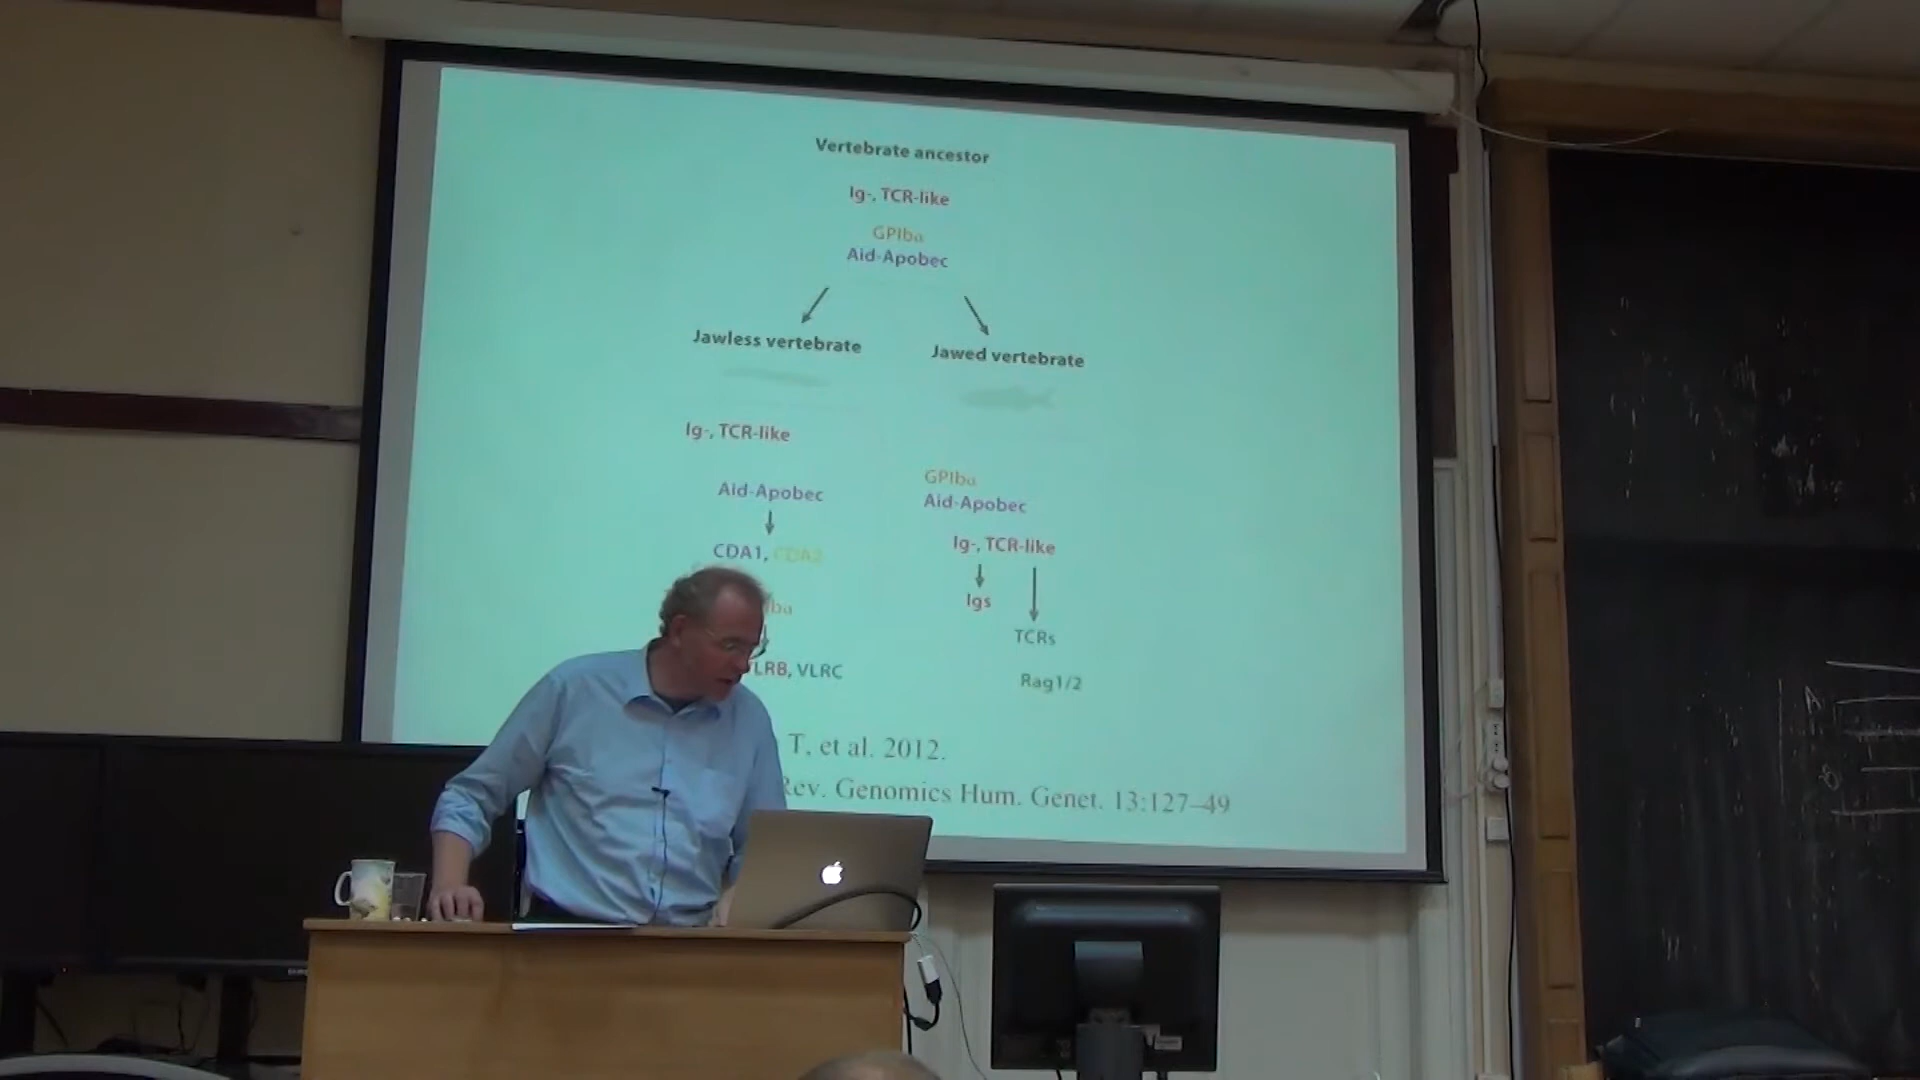 Vertebrate ancestor
Ig-, TCR-like
GPIbα
Aid-Apobec
Jawless vertebrate
Jawed vertebrate
Ig-, TCR-like
Aid-Apobec
CDA1, CDA2
Iba
LRB, VLRC
GPIbα
Aid-Apobec
Ig-, TCR-like
Igs
TCRs
Rag1/2
T. et al. 2012.
Rev. Genomics Hum. Genet. 13:127–49